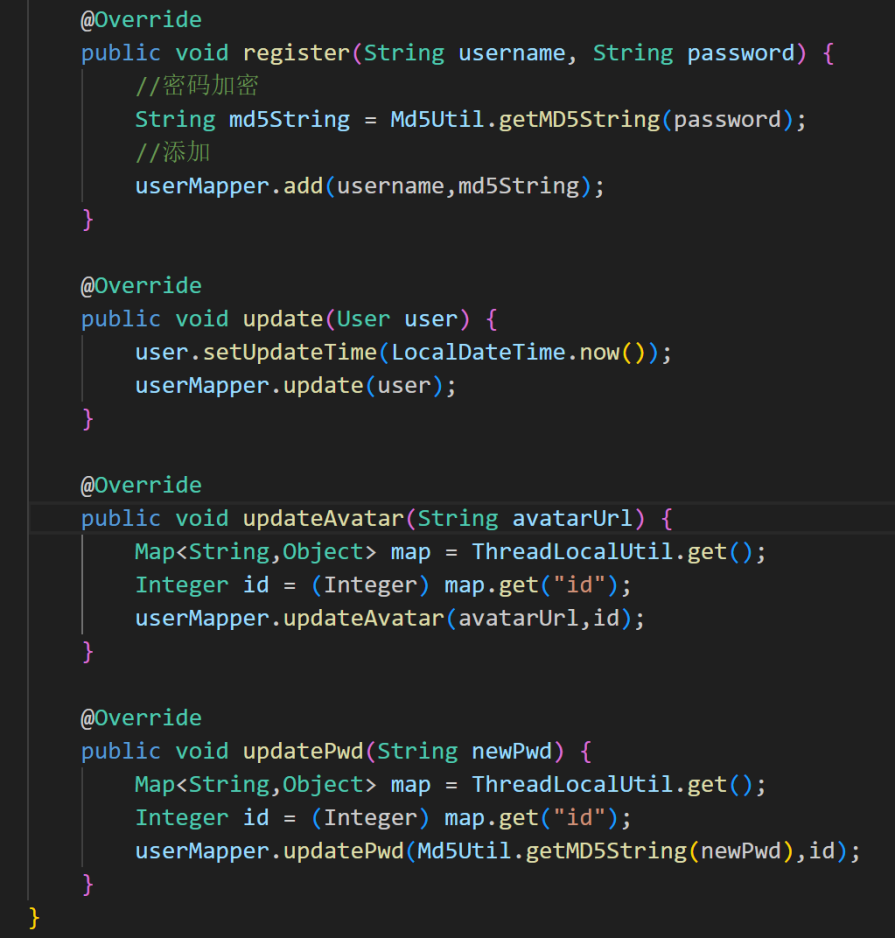 @Override
public void register(String username, String password) {
//密码加密
String md5String = Md5Util.getMD5String(password);
//添加
userMapper.add(username,md5String);
}
@Override
public void update(User user) {
user.setUpdateTime(LocalDateTime.now());
userMapper.update(user);
}
@Override
public void updateAvatar(String avatarUrl) {
Map<String,Object> map = ThreadLocalUtil.get();
Integer id = (Integer) map.get("id");
userMapper.updateAvatar(avatarUrl,id);
}
@Override
public void updatePwd(String newPwd) {
Map<String,Object> map = ThreadLocalUtil.get();
Integer id = (Integer) map.get("id");
userMapper.updatePwd(Md5Util.getMD5String(newPwd),id);
}
}